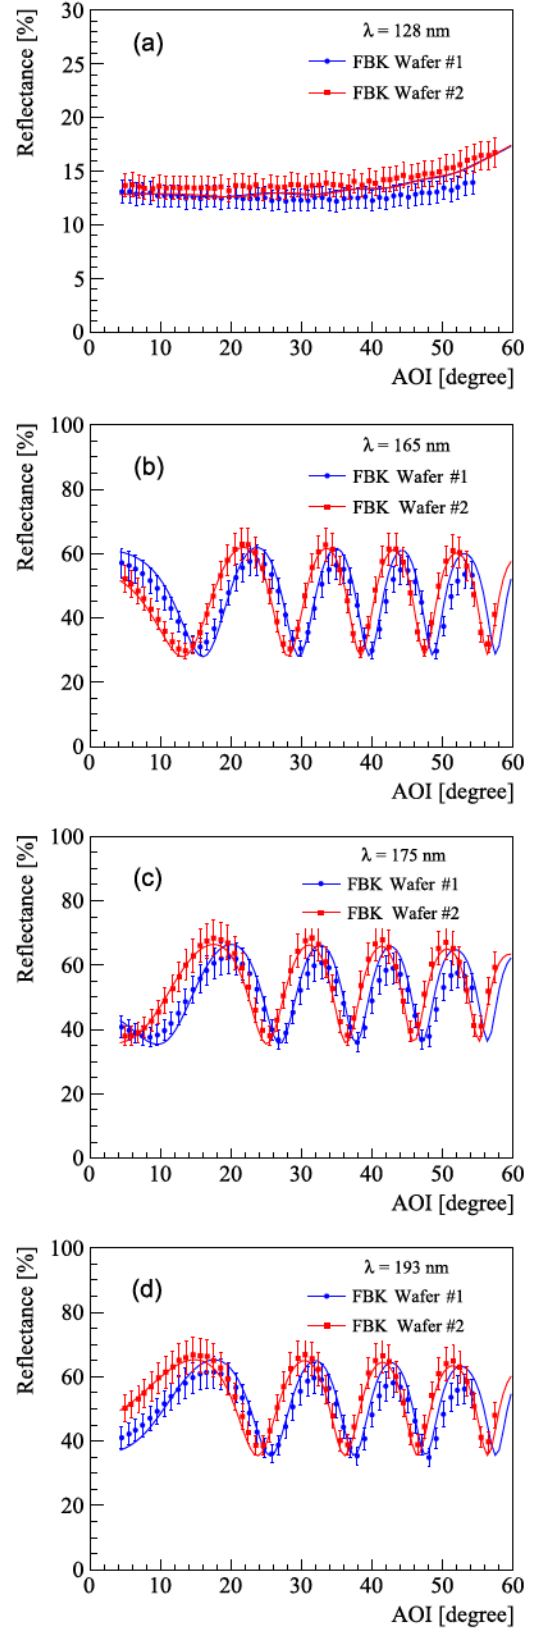 Reflectance [%]
30
25
20
15
10
5
0
(a)
λ = 128 nm
FBK Wafer #1
FBK Wafer #2
0 10 20 30 40 50 60
AOI [degree]
Reflectance [%]
100
80
60
40
20
0
(b)
λ = 165 nm
FBK Wafer #1
FBK Wafer #2
0 10 20 30 40 50 60
AOI [degree]
Reflectance [%]
100
80
60
40
20
0
(c)
λ = 175 nm
FBK Wafer #1
FBK Wafer #2
0 10 20 30 40 50 60
AOI [degree]
Reflectance [%]
100
80
60
40
20
0
(d)
λ = 193 nm
FBK Wafer #1
FBK Wafer #2
0 10 20 30 40 50 60
AOI [degree]